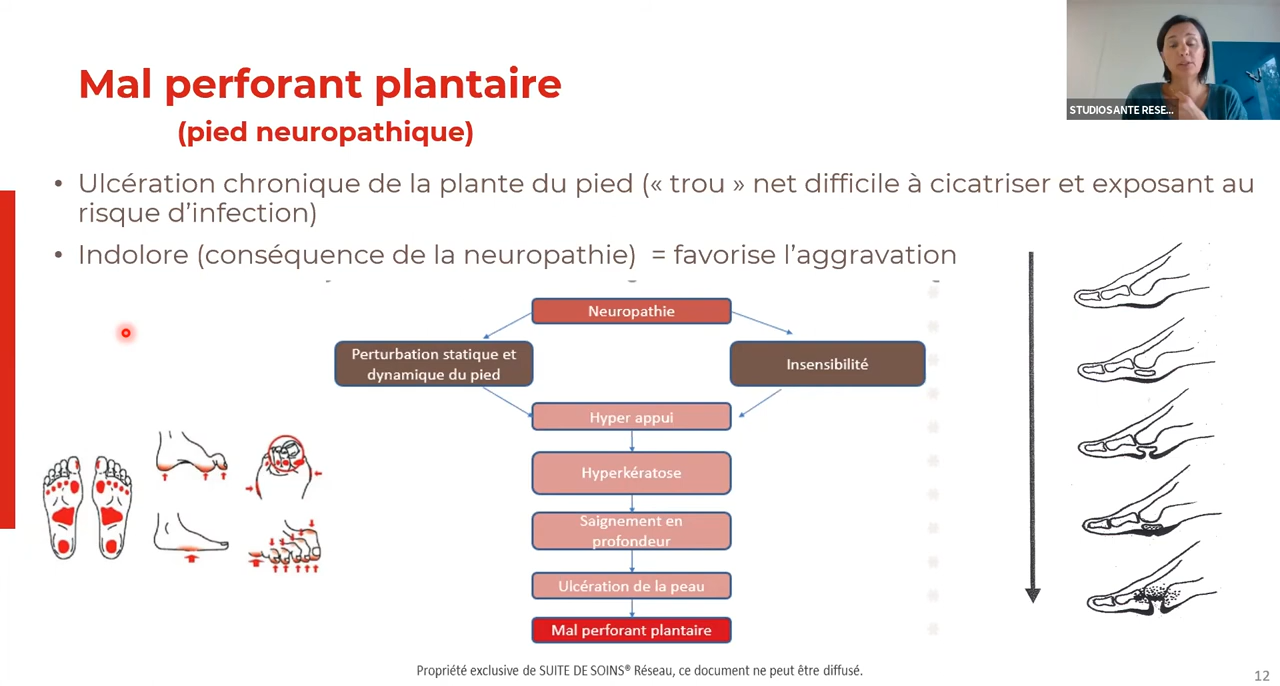 STUDIOSANTE RESE...
Mal perforant plantaire
(pied neuropathique)
• Ulcération chronique de la plante du pied (« trou » net difficile à cicatriser et exposant au
risque d’infection)
• Indolore (conséquence de la neuropathie) = favorise l’aggravation
Neuropathie
Perturbation statique et
dynamique du pied
Insensibilité
Hyper appui
Hyperkératose
Saignement en
profondeur
Ulcération de la peau
Mal perforant plantaire
Propriété exclusive de SUITE DE SOINS® Réseau, ce document ne peut être diffusé.
12